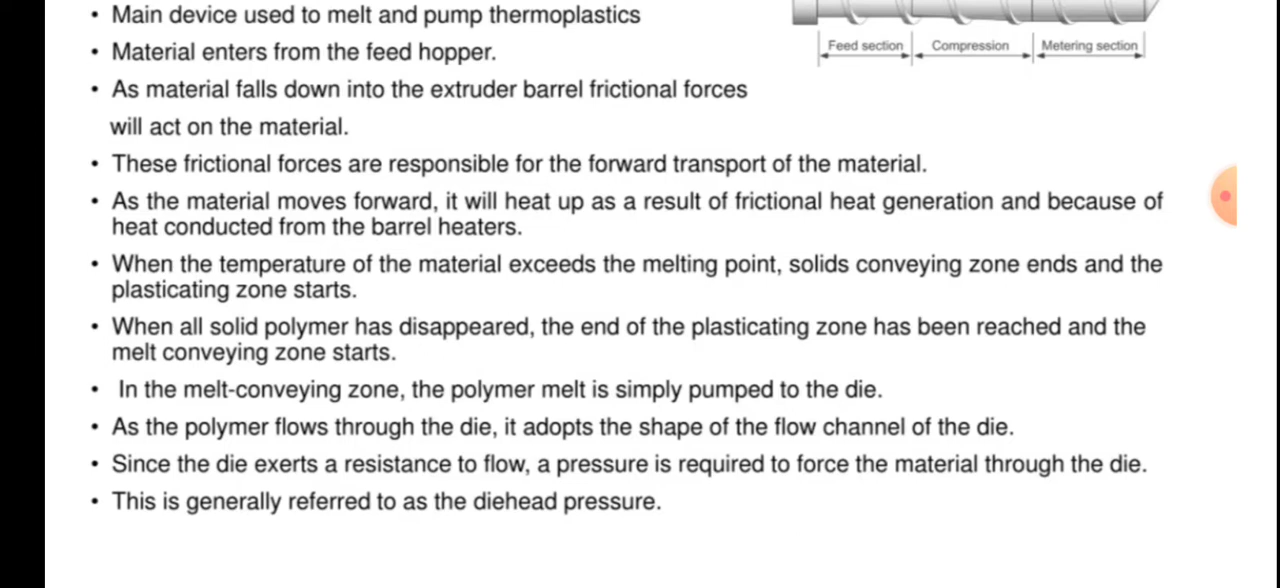 • Main device used to melt and pump thermoplastics
• Material enters from the feed hopper.
Feed section Compression Metering section
• As material falls down into the extruder barrel frictional forces
will act on the material.
• These frictional forces are responsible for the forward transport of the material.
• As the material moves forward, it will heat up as a result of frictional heat generation and because of
heat conducted from the barrel heaters.
• When the temperature of the material exceeds the melting point, solids conveying zone ends and the
plasticating zone starts.
• When all solid polymer has disappeared, the end of the plasticating zone has been reached and the
melt conveying zone starts.
• In the melt-conveying zone, the polymer melt is simply pumped to the die.
• As the polymer flows through the die, it adopts the shape of the flow channel of the die.
• Since the die exerts a resistance to flow, a pressure is required to force the material through the die.
• This is generally referred to as the diehead pressure.